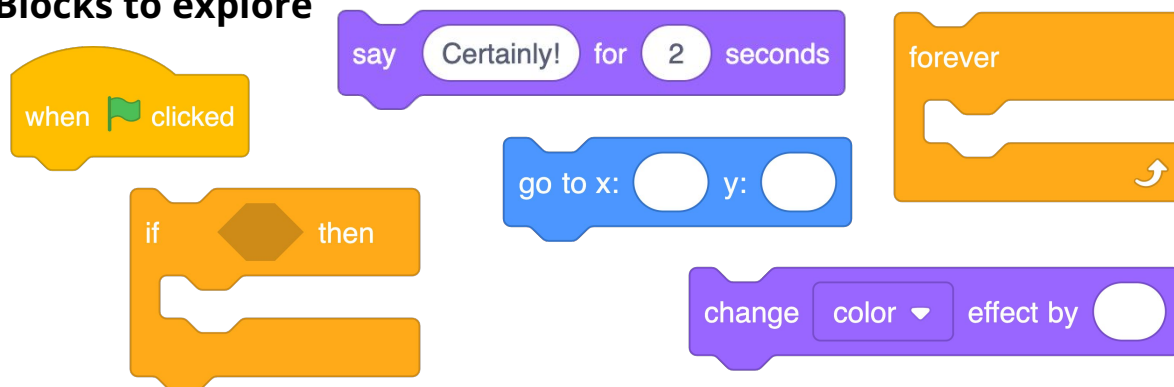 Blocks to explore
say Certainly! for 2 seconds
forever
when clicked
go to x: y:
if then
change color effect by